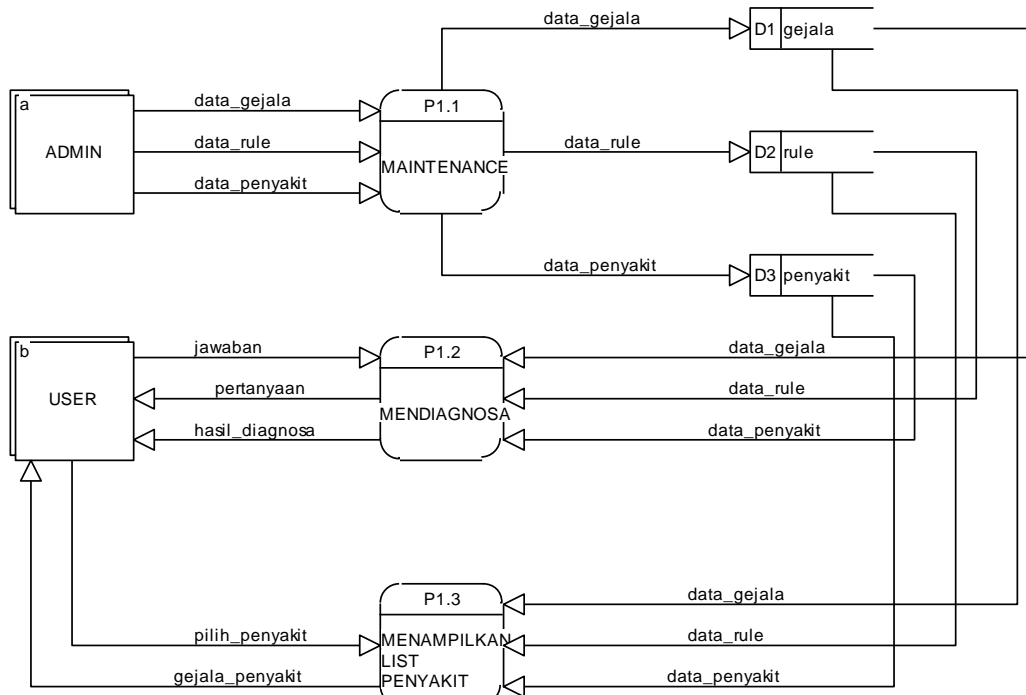 data_gejala
D1 gejala
a
ADMIN
data_gejala
data_rule
data_penyakit
P1.1
MAINTENANCE
data_rule
D2 rule
data_penyakit
D3 penyakit
b
USER
jawaban
pertanyaan
hasil_diagnosa
P1.2
MENDIAGNOSA
data_gejala
data_rule
data_penyakit
pilih_penyakit
gejala_penyakit
P1.3
MENAMPILKAN
LIST
PENYAKIT
data_gejala
data_rule
data_penyakit